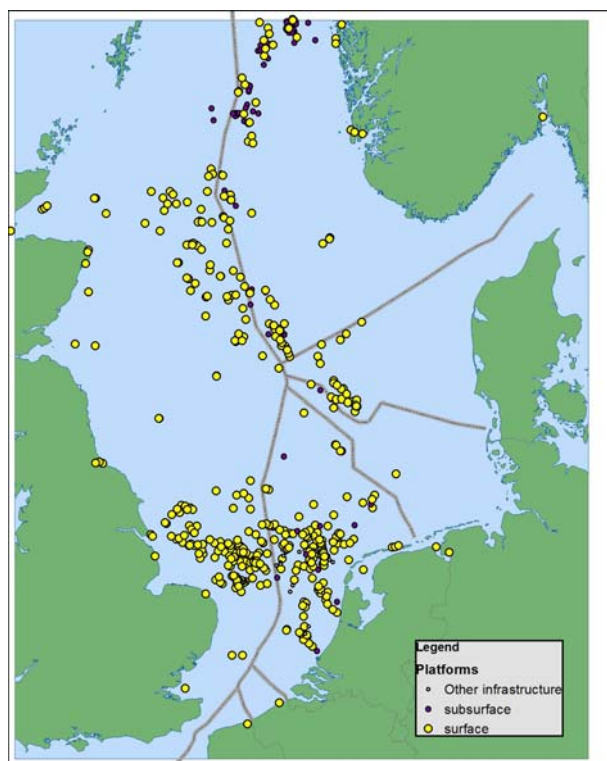 Legend
Platforms
Other infrastructure
subsurface
surface